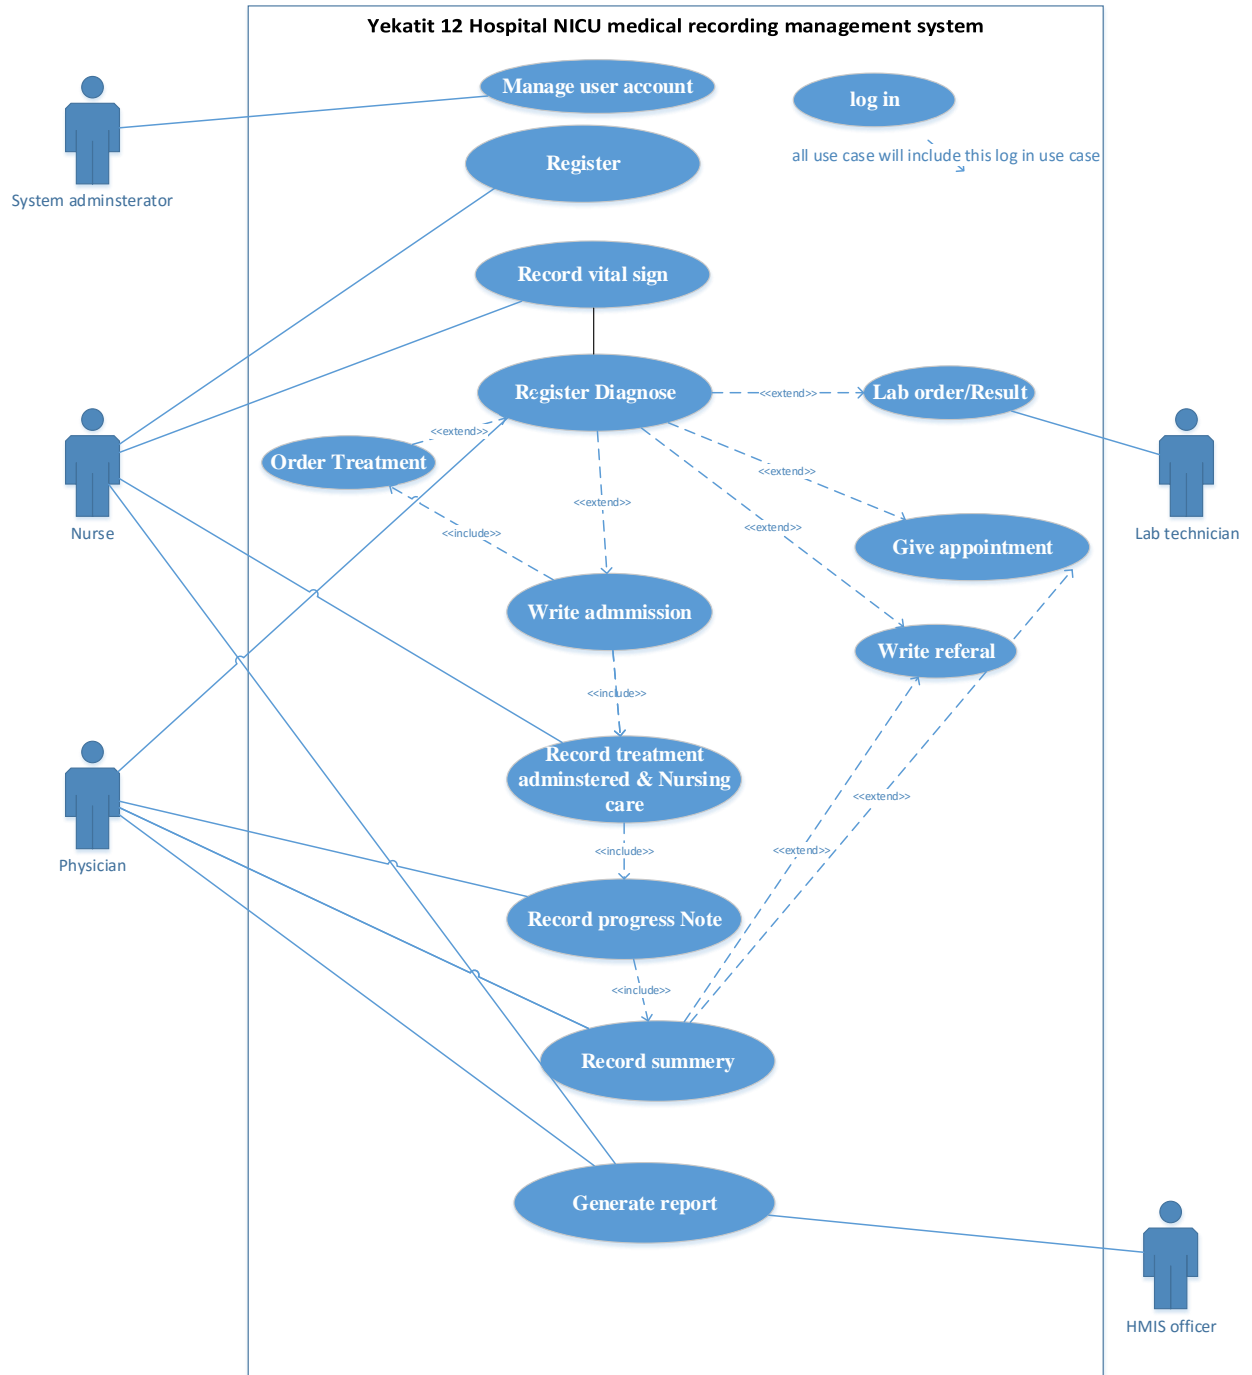 Yekatit 12 Hospital NICU medical recording management system
Manage user account
log in
all use case will include this log in use case
System adminsterator
Register
Record vital sign
Register Diagnose
<<extend>>
Lab order/Result
<<extend>>
Order Treatment
<<extend>>
<<extend>>
<<extend>>
<<include>>
Nurse
Lab technician
Give appointment
Write admmission
Write referal
<<include>>
Record treatment
adminstered & Nursing
care
<<extend>>
<<include>>
<<extend>>
Physician
Record progress Note
<<include>>
Record summery
Generate report
HMIS officer